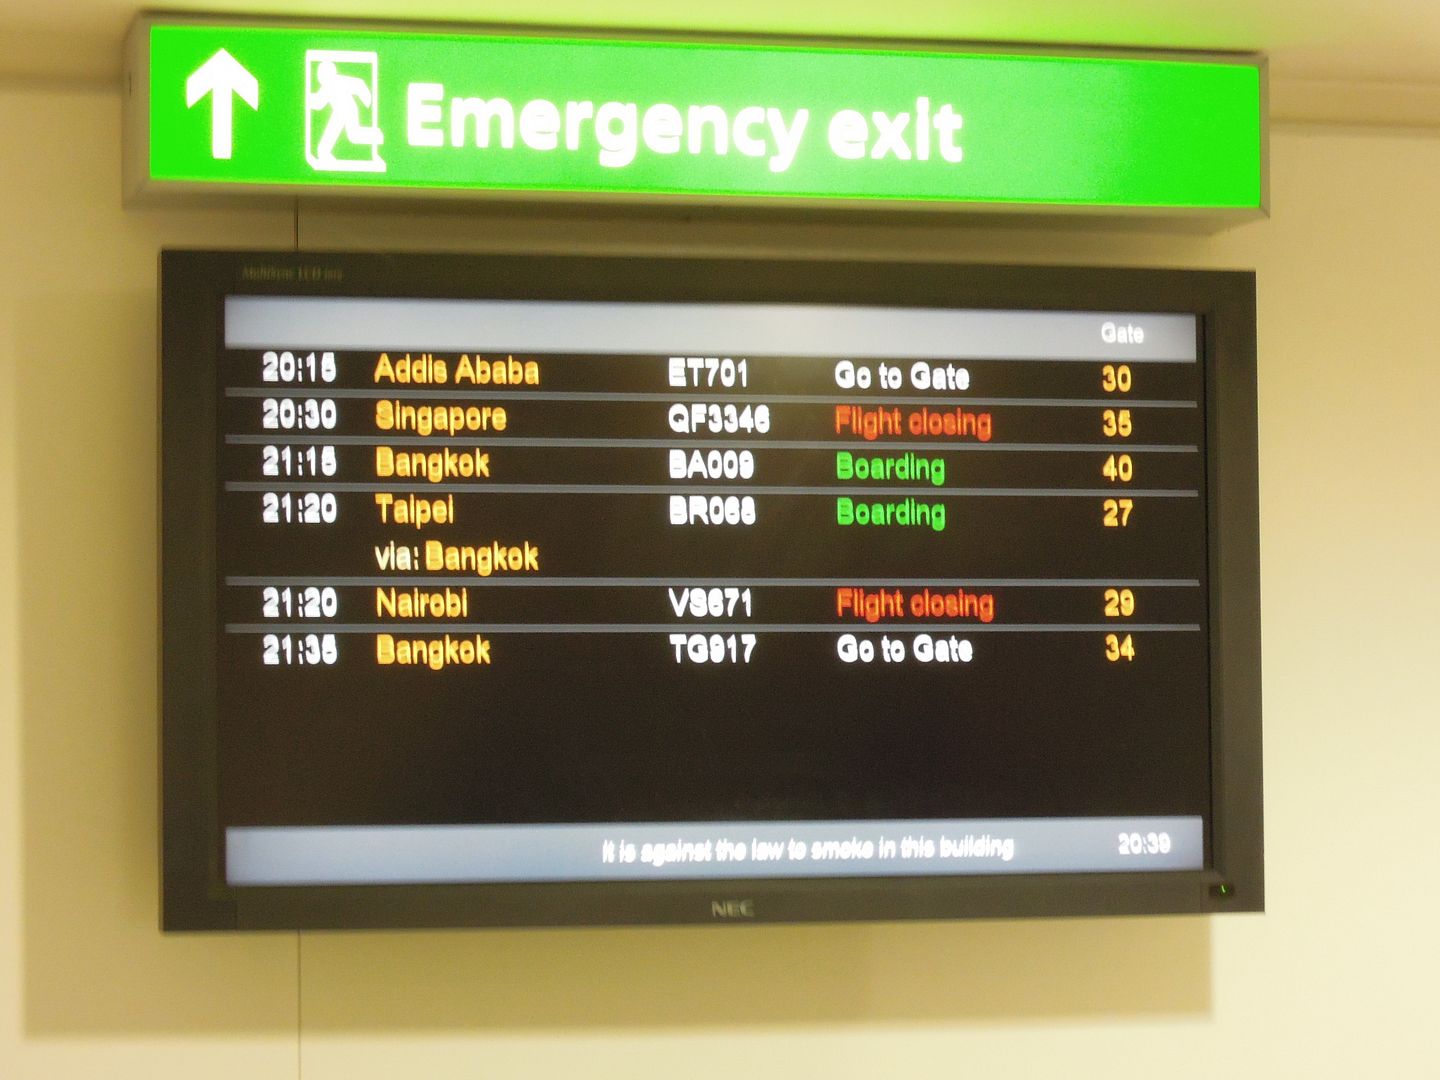 Emergency exit
Gate
20:15 Addis Ababa ET701 Go to Gate 30
20:30 Singapore QF3346 Flight closing 35
21:15 Bangkok BA009 Boarding 40
21:20 Taipei BR068 Boarding 27
via: Bangkok
21:20 Nairobi VS671 Flight closing 29
21:35 Bangkok TG917 Go to Gate 34
It is against the law to smoke in this building 20:39
NEC